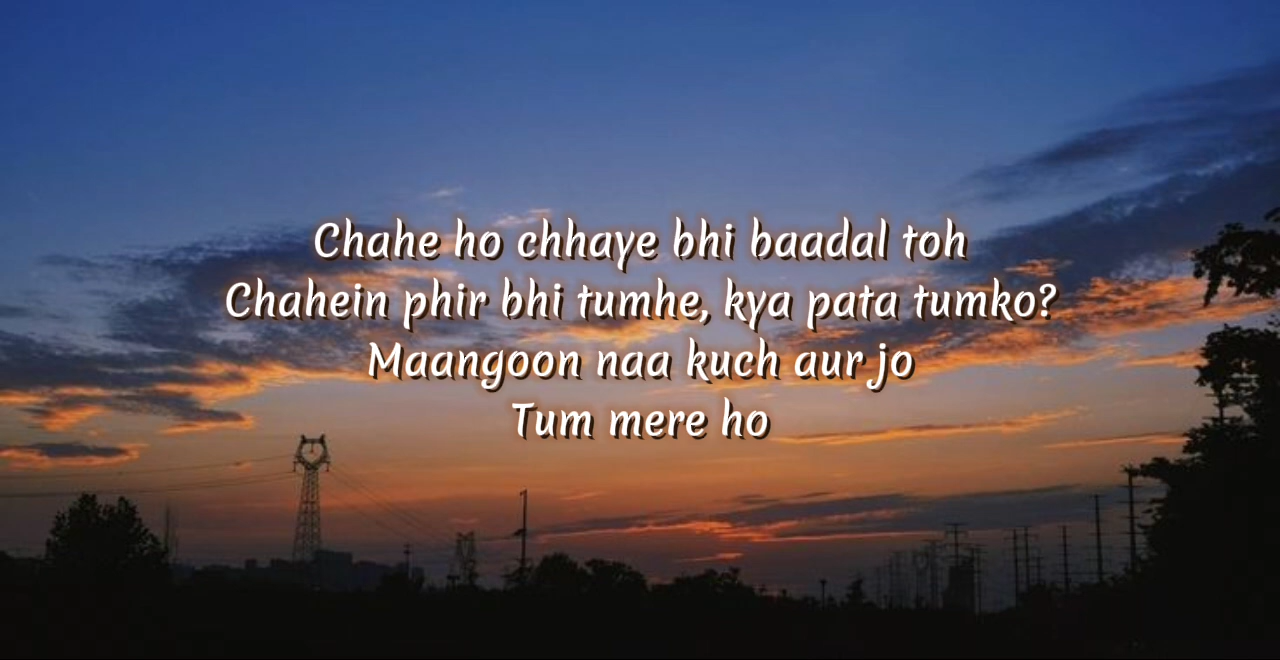 Chahe ho chhaye bhi baadal toh
Chahein phir bhi tumhe, kya pata tumko?
Maangoon naa kuch aur jo
Tum mere ho